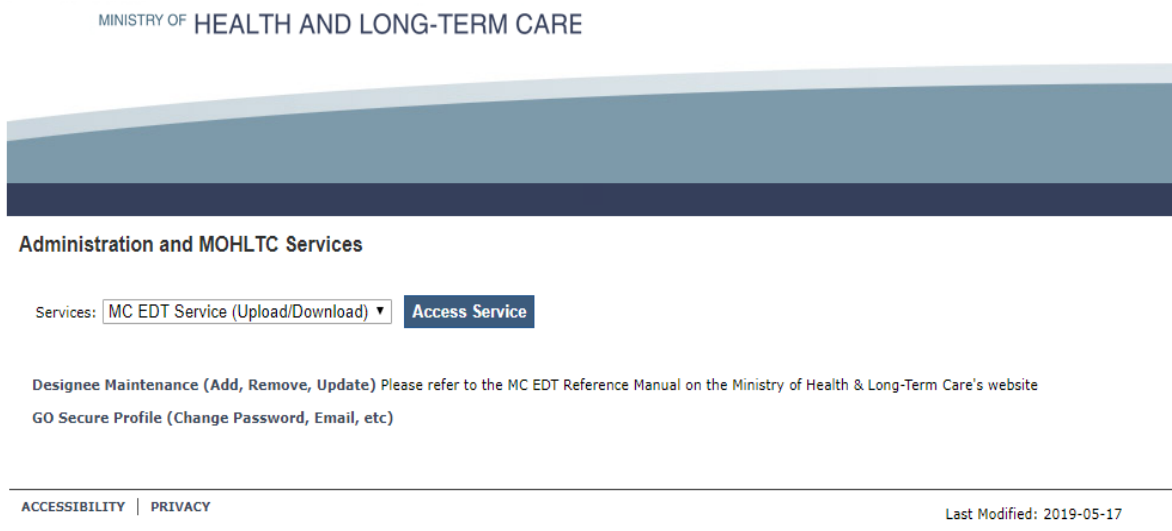 MINISTRY OF HEALTH AND LONG-TERM CARE
Administration and MOHLTC Services
Services: MC EDT Service (Upload/Download) ▼ Access Service
Designee Maintenance (Add, Remove, Update) Please refer to the MC EDT Reference Manual on the Ministry of Health & Long-Term Care's website
GO Secure Profile (Change Password, Email, etc)
ACCESSIBILITY | PRIVACY
Last Modified: 2019-05-17